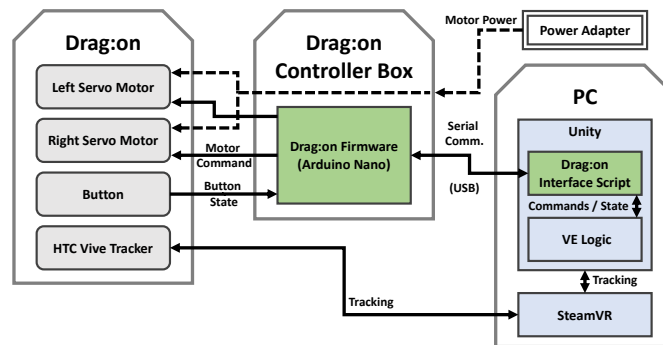 Drag:on
Left Servo Motor
Right Servo Motor
Button
HTC Vive Tracker
Drag:on
Controller Box
Drag:on Firmware
(Arduino Nano)
Motor
Command
Button
State
Motor Power
Power Adapter
Serial
Comm.
(USB)
PC
Unity
Drag:on
Interface Script
Commands / State
VE Logic
Tracking
SteamVR
Tracking